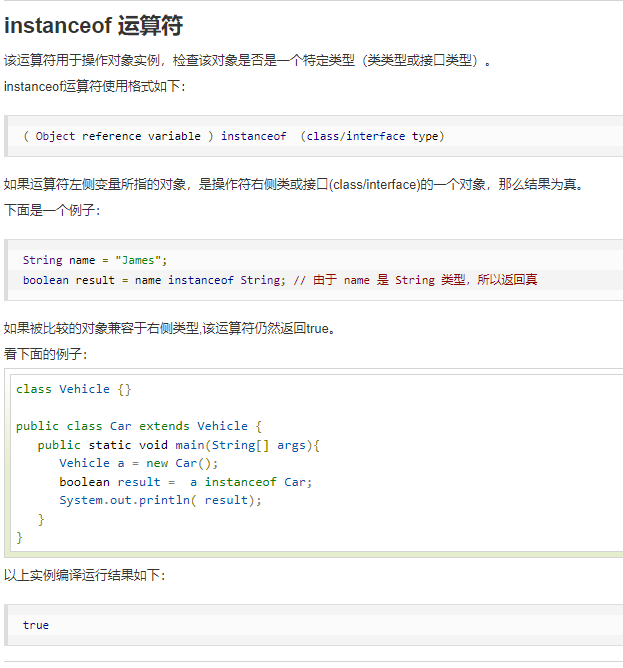 instanceof 运算符
该运算符用于操作对象实例，检查该对象是否是一个特定类型（类类型或接口类型）。
instanceof运算符使用格式如下：
( Object reference variable ) instanceof  (class/interface type)
如果运算符左侧变量所指的对象，是操作符右侧类或接口(class/interface)的一个对象，那么结果为真。
下面是一个例子：
String name = "James";
boolean result = name instanceof String; // 由于 name 是 String 类型，所以返回真
如果被比较的对象兼容于右侧类型,该运算符仍然返回true。
看下面的例子：
class Vehicle {}
public class Car extends Vehicle {
   public static void main(String[] args){
      Vehicle a = new Car();
      boolean result =  a instanceof Car;
      System.out.println( result);
   }
}
以上实例编译运行结果如下：
true